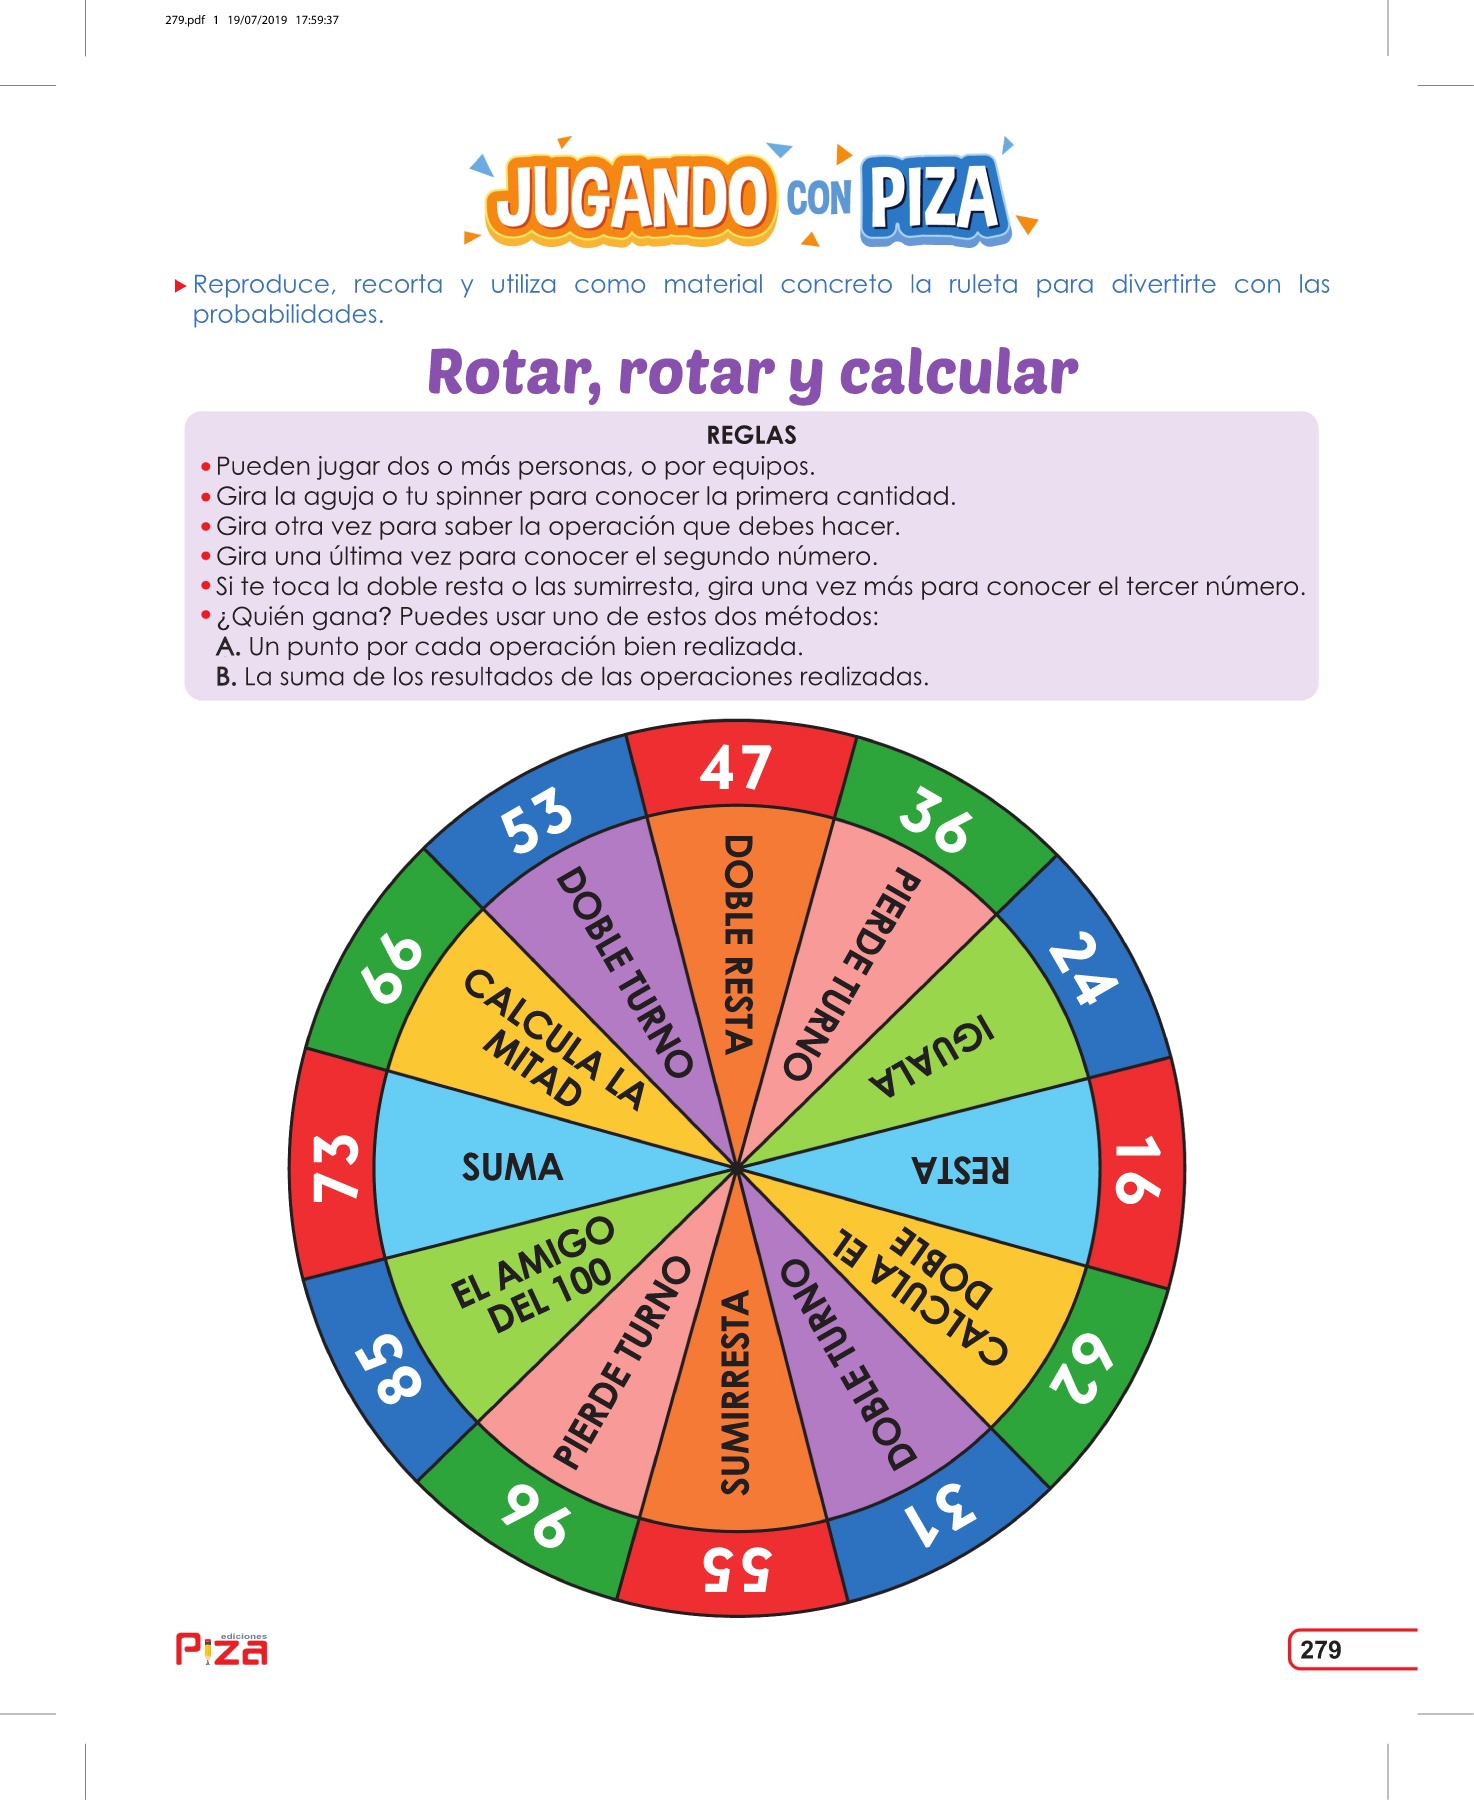 279.pdf 1 19/07/2019 17:59:37
JUGANDO CON PIZA
Reproduce, recorta y utiliza como material concreto la ruleta para divertirte con las
probabilidades.
Rotar, rotar y calcular
REGLAS
• Pueden jugar dos o más personas, o por equipos.
• Gira la aguja o tu spinner para conocer la primera cantidad.
• Gira otra vez para saber la operación que debes hacer.
• Gira una última vez para conocer el segundo número.
• Si te toca la doble resta o las sumirresta, gira una vez más para conocer el tercer número.
• ¿Quién gana? Puedes usar uno de estos dos métodos:
A. Un punto por cada operación bien realizada.
B. La suma de los resultados de las operaciones realizadas.
47
36
24
16
62
31
55
96
85
73
66
53
DOBLE RESTA
PIERDE TURNO
IGUALA
RESTA
CALCULA EL
DOBLE
DOBLE TURNO
SUMIRRESTA
PIERDE TURNO
EL AMIGO
DEL 100
SUMA
CALCULA LA
MITAD
DOBLE TURNO
ediciones
Piza
279